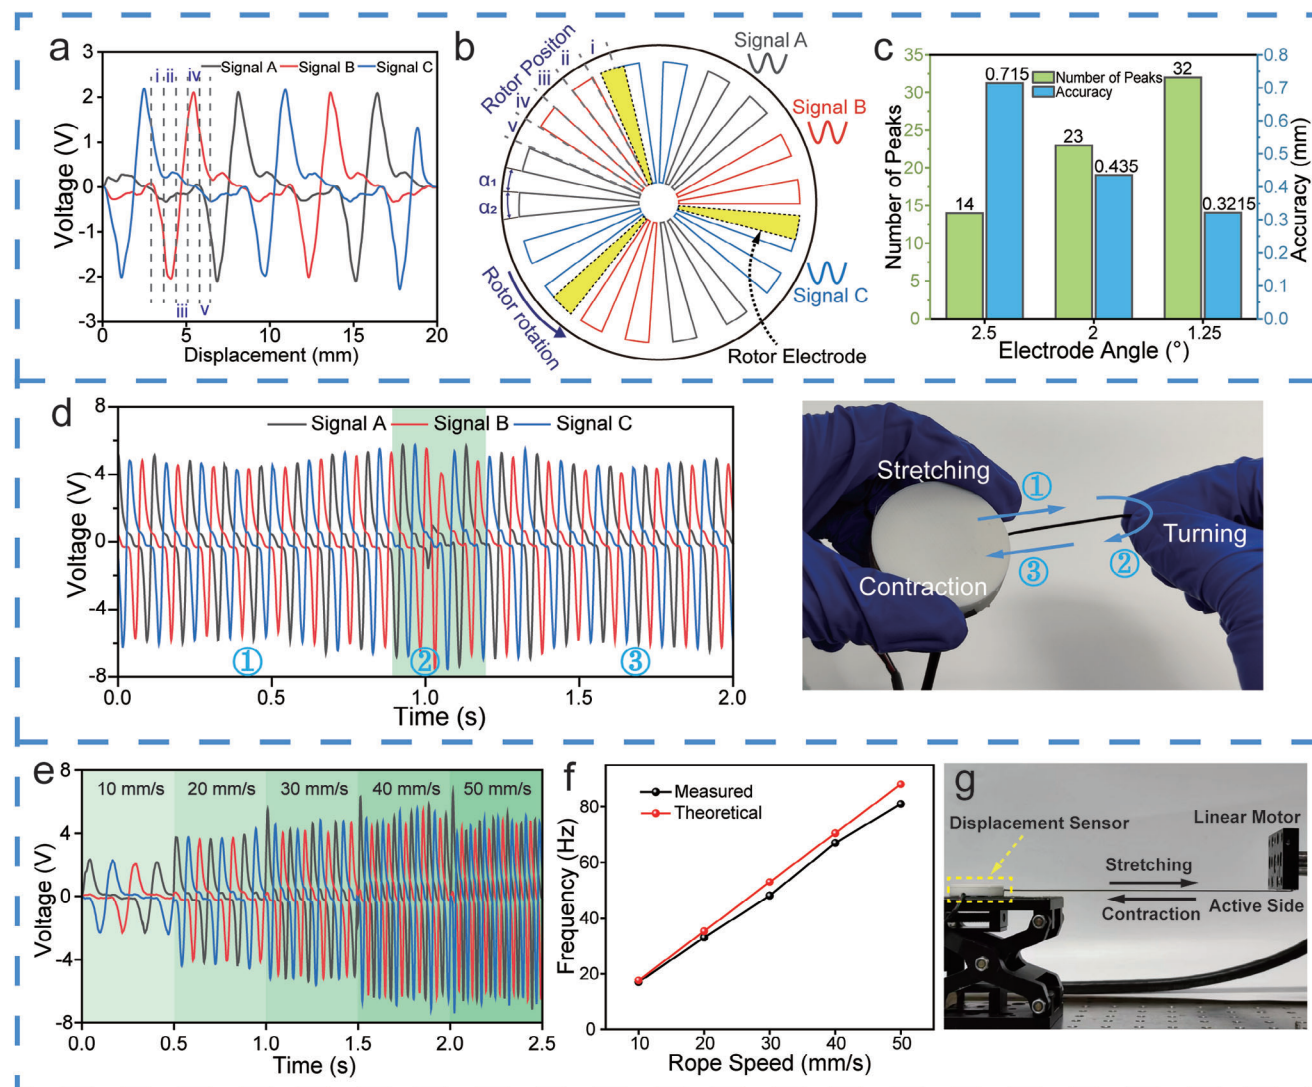 a
3
2
1
0
-1
-2
-3
Voltage (V)
Signal A Signal B Signal C
i ii iv
iii v
0 5 10 15 20
Displacement (mm)
b
Rotor Positon
i
ii
iii
iv
v
α₁
α₂
Rotor rotation
Signal A
Signal B
Signal C
Rotor Electrode
c
35
30
25
20
15
10
5
0
Number of Peaks
Number of Peaks
Accuracy
14
0.715
23
0.435
32
0.3215
0.8
0.7
0.6
0.5
0.4
0.3
0.2
0.1
0.0
Accuracy (mm)
2.5 2 1.25
Electrode Angle (°)
d
8
4
0
-4
-8
Voltage (V)
Signal A Signal B Signal C
① ② ③
0.0 0.5 1.0 1.5 2.0
Time (s)
Stretching
①
Turning
②
③
Contraction
e
8
4
0
-4
-8
Voltage (V)
10 mm/s 20 mm/s 30 mm/s 40 mm/s 50 mm/s
0.0 0.5 1.0 1.5 2.0 2.5
Time (s)
f
80
60
40
20
0
Frequency (Hz)
Measured
Theoretical
10 20 30 40 50
Rope Speed (mm/s)
g
Displacement Sensor
Linear Motor
Stretching
Contraction
Active Side